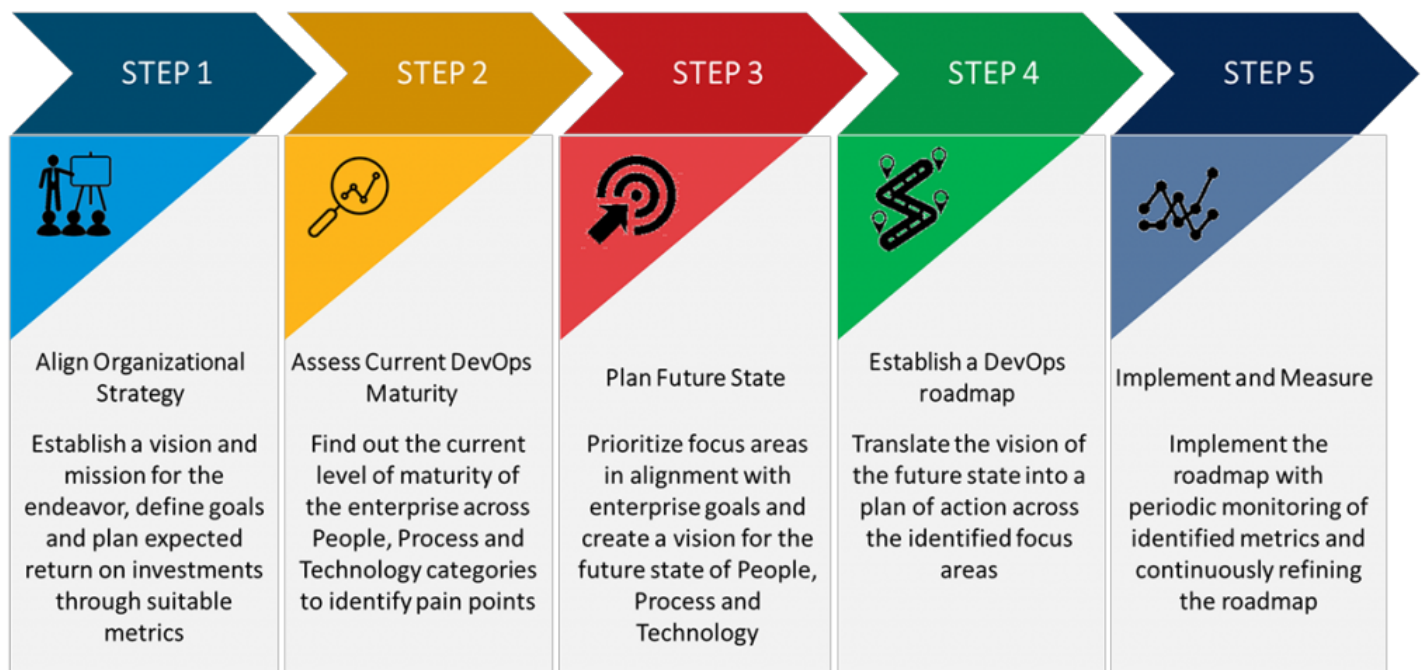 STEP 1
Align Organizational
Strategy
Establish a vision and
mission for the
endeavor, define goals
and plan expected
return on investments
through suitable
metrics
STEP 2
Assess Current DevOps
Maturity
Find out the current
level of maturity of
the enterprise across
People, Process and
Technology categories
to identify pain points
STEP 3
Plan Future State
Prioritize focus areas
in alignment with
enterprise goals and
create a vision for the
future state of People,
Process and
Technology
STEP 4
Establish a DevOps
roadmap
Translate the vision of
the future state into a
plan of action across
the identified focus
areas
STEP 5
Implement and Measure
Implement the
roadmap with
periodic monitoring of
identified metrics and
continuously refining
the roadmap